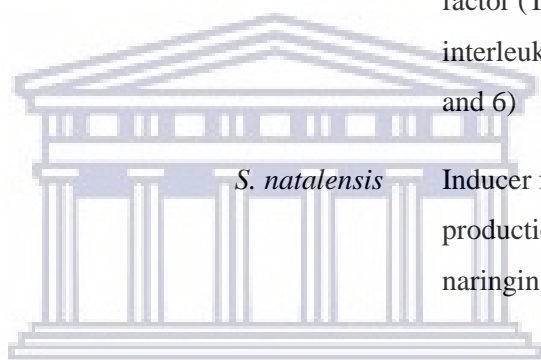 factor (T
interleuk
and 6)
S. natalensis Inducer
productio
naringin